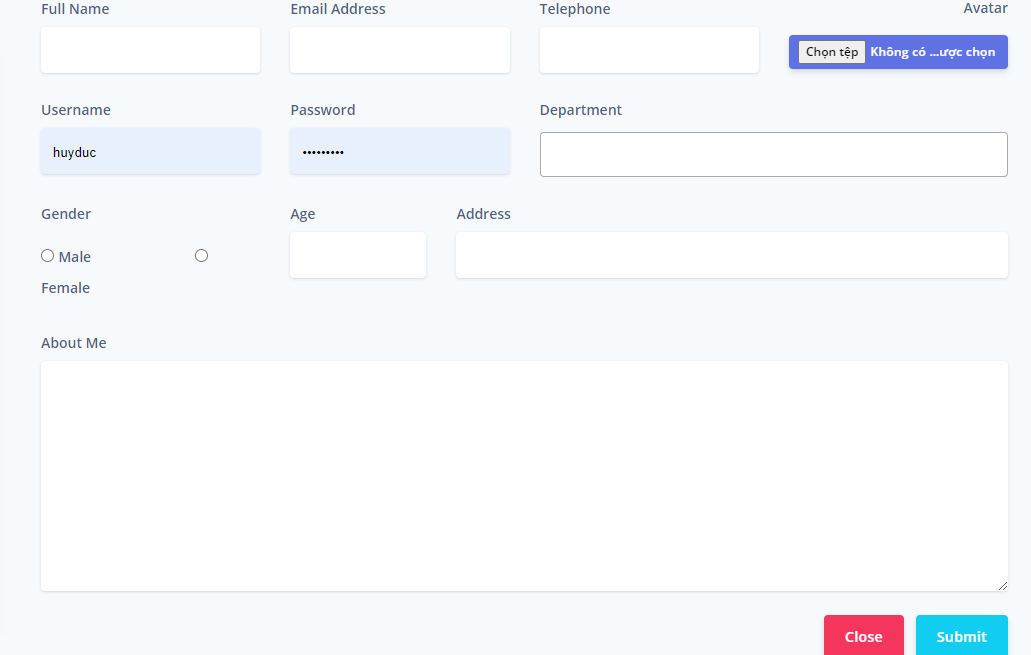 Full Name
Email Address
Telephone
Avatar
Chọn tệp
Không có ...ược chọn
Username
Password
Department
huyduc
•••••••••
Gender
Age
Address
Male
Female
About Me
Close
Submit